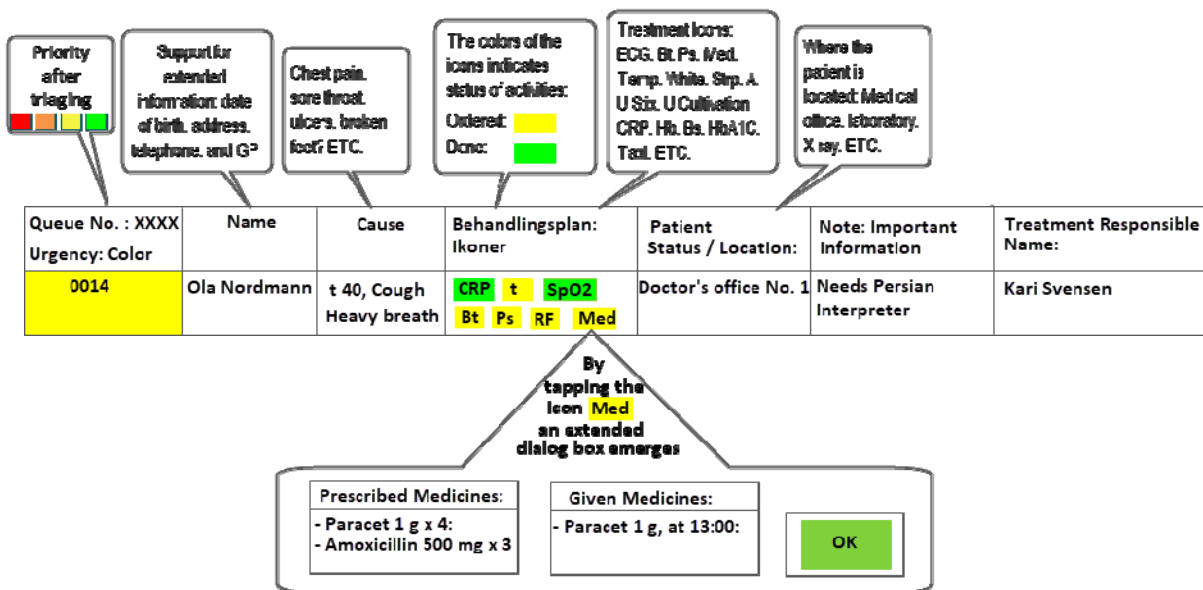 Priority
after
triaging
Support for
extended
information: date
of birth, address,
telephone, and GP
Chest pain,
sore throat,
ulcers, broken
foot? ETC.
The colors of the
icons indicates
status of activities:
Ordered:
Done:
Treatment Icons:
ECG. Bt. Ps. Med.
Temp. White. Strp. A
U Stix. U Cultivation
CRP. Hb. Bs. HbA1C.
ETC.
Where the
patient is
located: Medical
office, laboratory,
X ray, ETC.
Queue No. : XXXX
Urgency: Color
Name
Cause
Behandlingsplan:
Ikoner
Patient
Status / Location:
Note: Important
Information
Treatment Responsible
Name:
0014
Ola Nordmann
t 40, Cough
Heavy breath
CRP t SpO2
Bt Ps RF Med
Doctor's office No. 1
Needs Persian
Interpreter
Kari Svensen
By
tapping the
icon Med
an extended
dialog box emerges
Prescribed Medicines:
- Paracet 1 g x 4:
- Amoxicillin 500 mg x 3
Given Medicines:
- Paracet 1 g, at 13:00:
OK